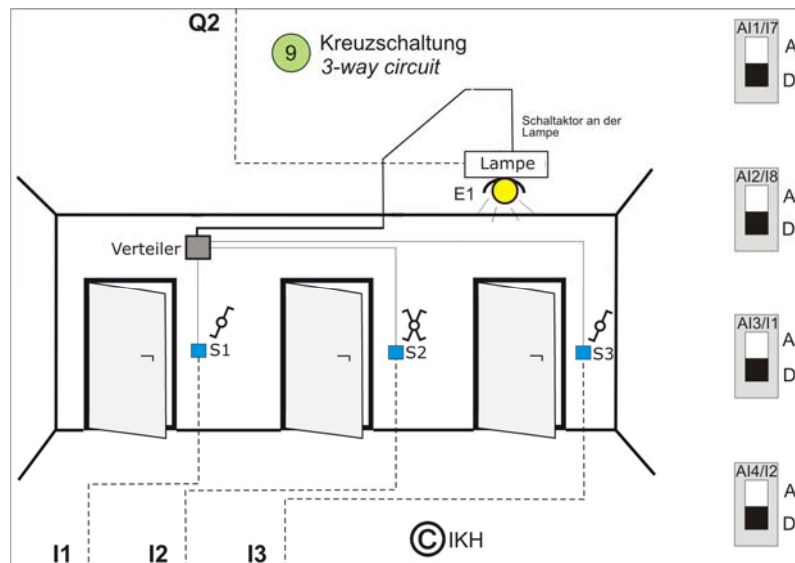 Q2
9
Kreuzschaltung
3-way circuit
Schaltaktor an der
Lampe
Lampe
E1
Verteiler
S1
S2
S3
I1
I2
I3
© IKH
AI1/I7
A
D
AI2/I8
A
D
AI3/I1
A
D
AI4/I2
A
D